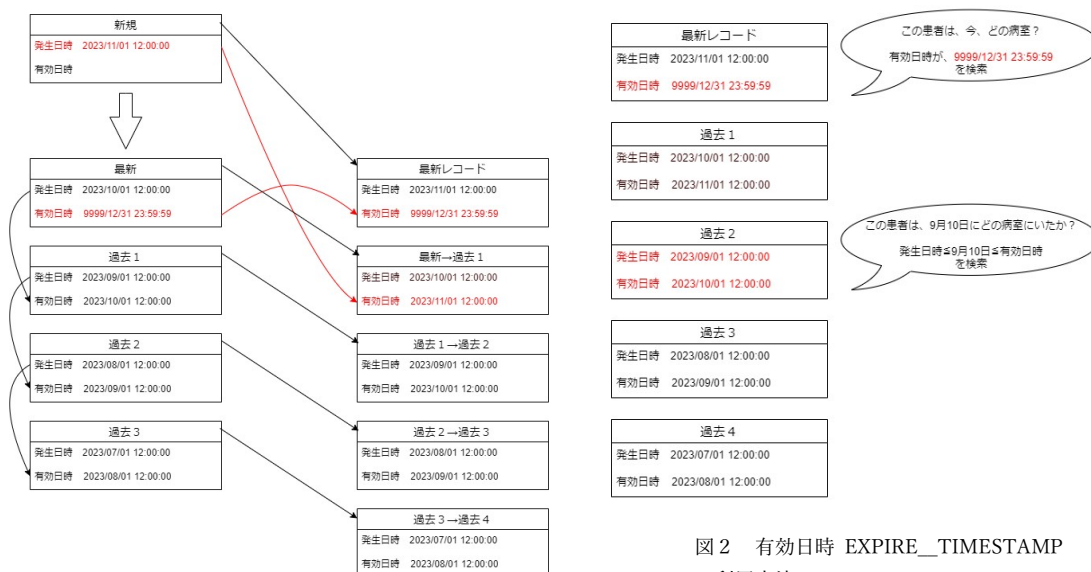 新規
発生日時 2023/11/01 12:00:00
有効日時
最新
発生日時 2023/10/01 12:00:00
有効日時 9999/12/31 23:59:59
過去1
発生日時 2023/09/01 12:00:00
有効日時 2023/10/01 12:00:00
過去2
発生日時 2023/08/01 12:00:00
有効日時 2023/09/01 12:00:00
過去3
発生日時 2023/07/01 12:00:00
有効日時 2023/08/01 12:00:00
最新レコード
発生日時 2023/11/01 12:00:00
有効日時 9999/12/31 23:59:59
最新→過去1
発生日時 2023/10/01 12:00:00
有効日時 2023/11/01 12:00:00
過去1→過去2
発生日時 2023/09/01 12:00:00
有効日時 2023/10/01 12:00:00
過去2→過去3
発生日時 2023/08/01 12:00:00
有効日時 2023/09/01 12:00:00
過去3→過去4
発生日時 2023/07/01 12:00:00
有効日時 2023/08/01 12:00:00
最新レコード
発生日時 2023/11/01 12:00:00
有効日時 9999/12/31 23:59:59
この患者は、今、どの病室?
有効日時が、9999/12/31 23:59:59
を検索
過去1
発生日時 2023/10/01 12:00:00
有効日時 2023/11/01 12:00:00
過去2
発生日時 2023/09/01 12:00:00
有効日時 2023/10/01 12:00:00
この患者は、9月10日にどの病室にいたか?
発生日時≦9月10日≦有効日時
を検索
過去3
発生日時 2023/08/01 12:00:00
有効日時 2023/09/01 12:00:00
過去4
発生日時 2023/07/01 12:00:00
有効日時 2023/08/01 12:00:00
図2 有効日時 EXPIRE__TIMESTAMP